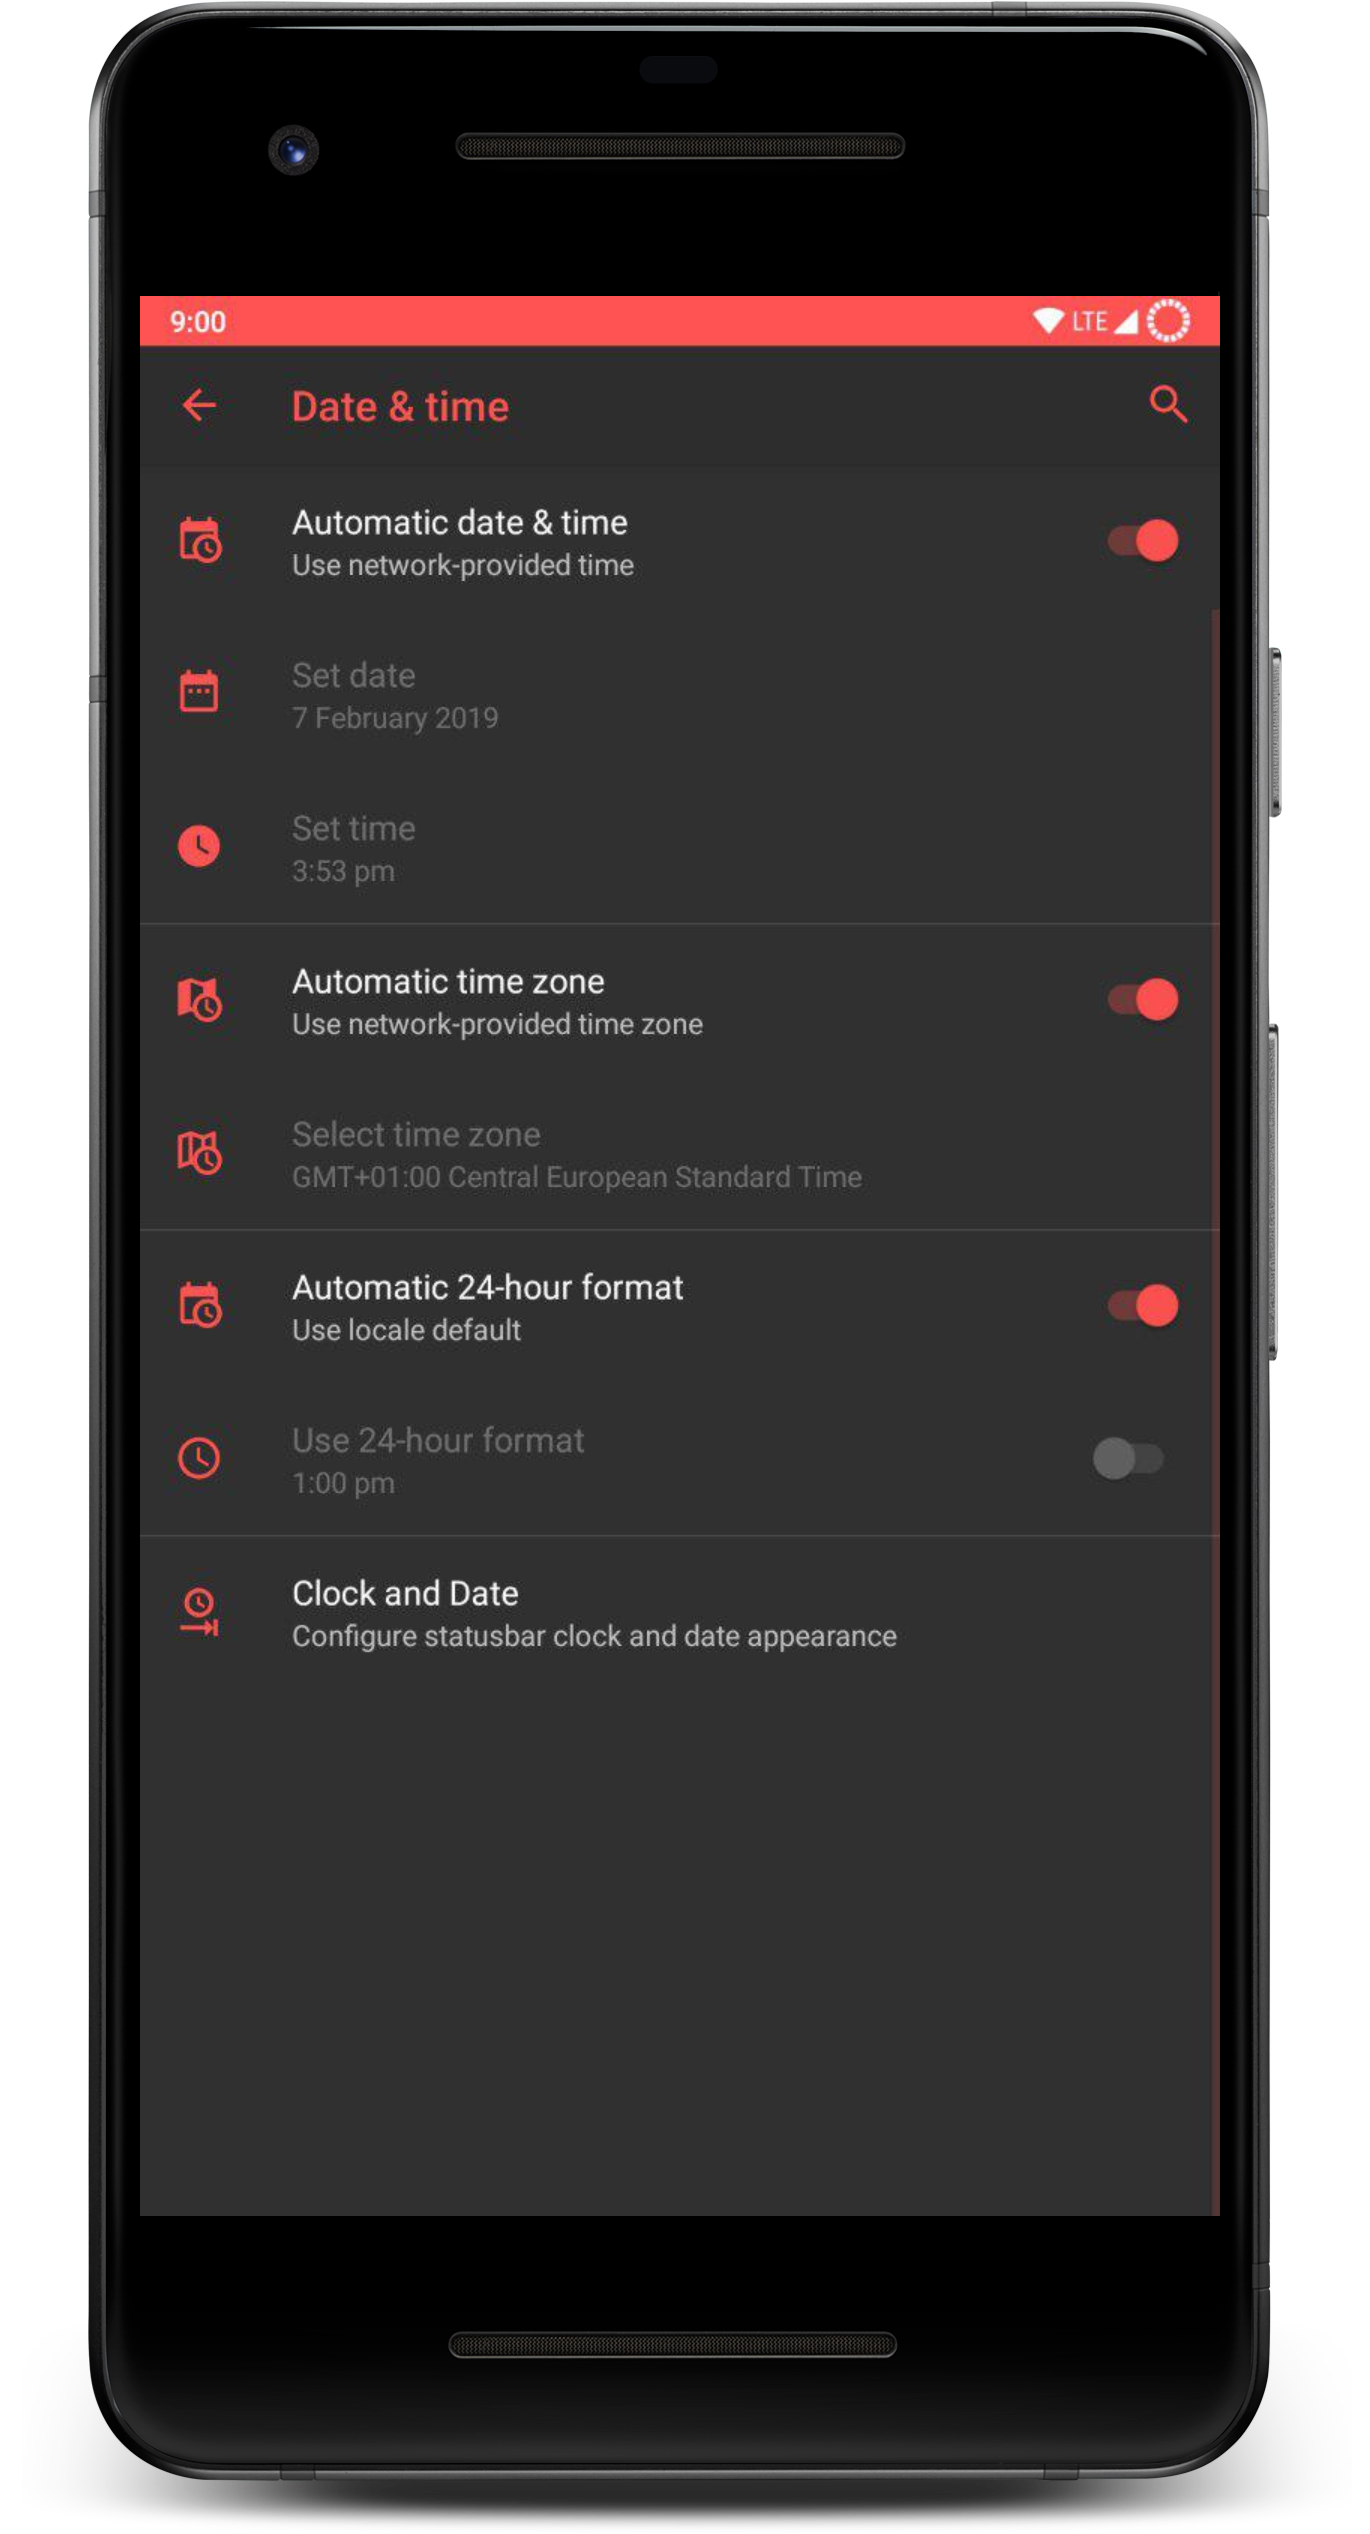 9:00 LTE
Date & time
Automatic date & time
Use network-provided time
Set date
7 February 2019
Set time
3:53 pm
Automatic time zone
Use network-provided time zone
Select time zone
GMT+01:00 Central European Standard Time
Automatic 24-hour format
Use locale default
Use 24-hour format
1:00 pm
Clock and Date
Configure statusbar clock and date appearance